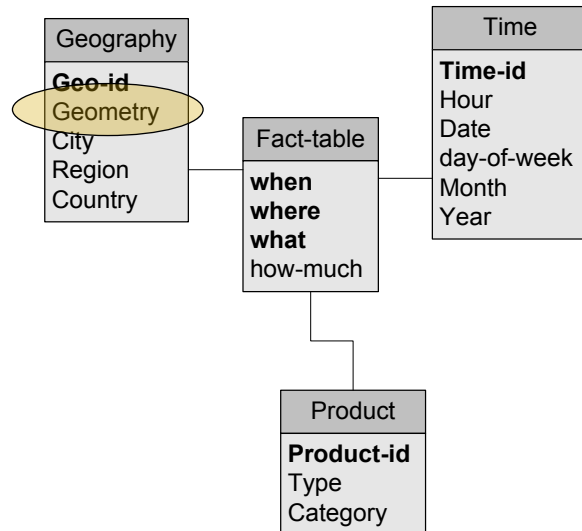 Geography
Geo-id
Geometry
City
Region
Country
Fact-table
when
where
what
how-much
Time
Time-id
Hour
Date
day-of-week
Month
Year
Product
Product-id
Type
Category